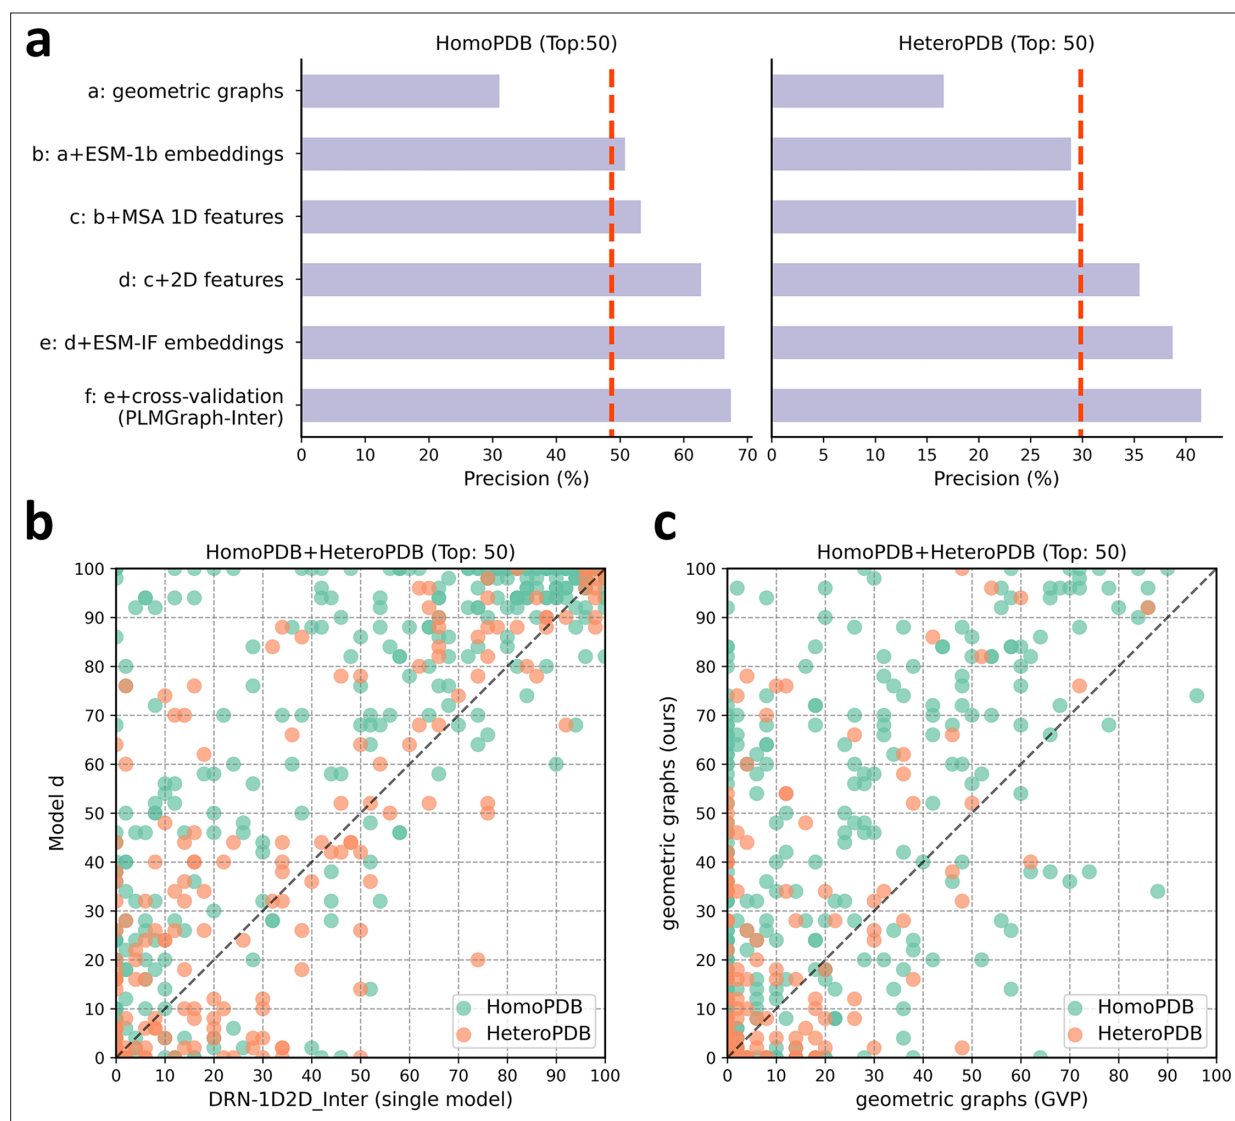 a
HomoPDB (Top:50)
HeteroPDB (Top: 50)
a: geometric graphs
b: a+ESM-1b embeddings
c: b+MSA 1D features
d: c+2D features
e: d+ESM-IF embeddings
f: e+cross-validation
(PLMGraph-Inter)
0 10 20 30 40 50 60 70
0 5 10 15 20 25 30 35 40
Precision (%)
Precision (%)
b
HomoPDB+HeteroPDB (Top: 50)
Model d
100
90
80
70
60
50
40
30
20
10
0
HomoPDB
HeteroPDB
0 10 20 30 40 50 60 70 80 90 100
DRN-1D2D_Inter (single model)
c
HomoPDB+HeteroPDB (Top: 50)
geometric graphs (ours)
100
90
80
70
60
50
40
30
20
10
0
HomoPDB
HeteroPDB
0 10 20 30 40 50 60 70 80 90 100
geometric graphs (GVP)